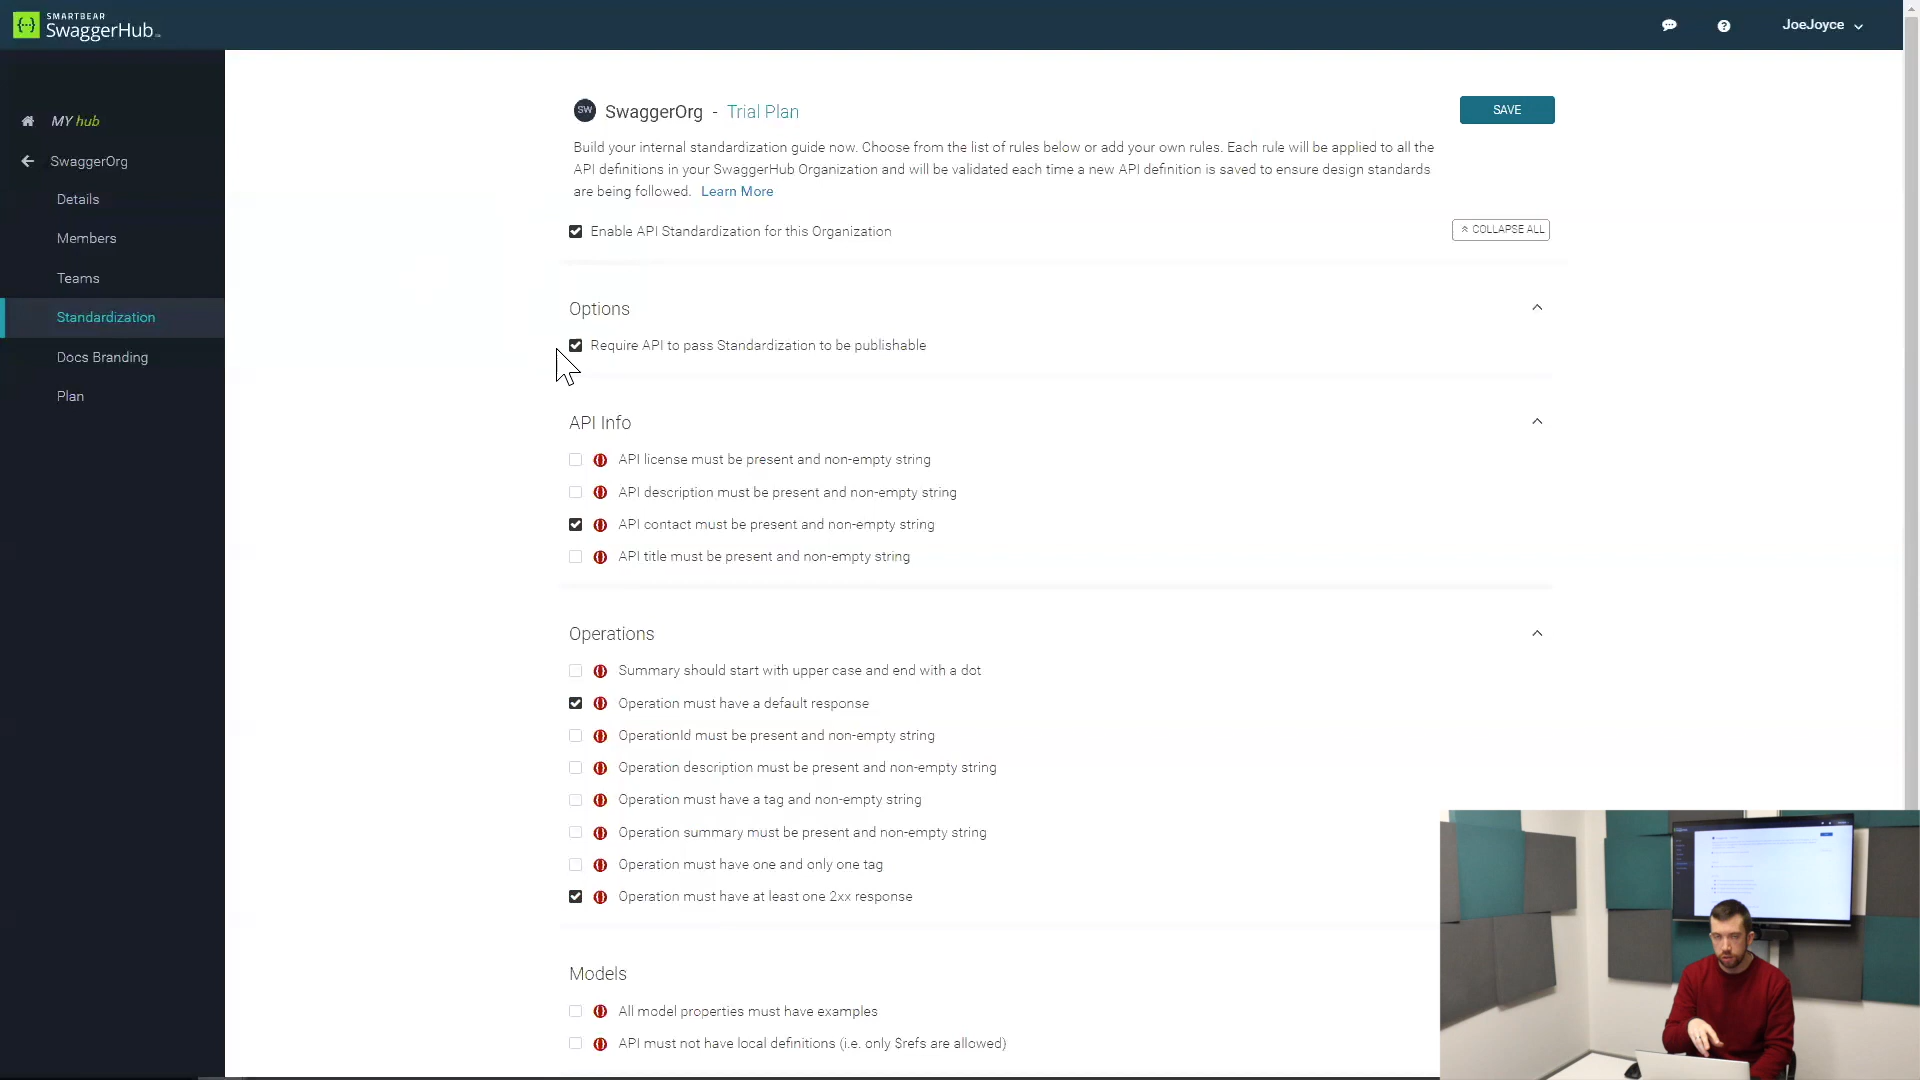 SMARTBEAR
SwaggerHub
JoeJoyce
MY hub
SwaggerOrg
Details
Members
Teams
Standardization
Docs Branding
Plan
SW
SwaggerOrg - Trial Plan
SAVE
Build your internal standardization guide now. Choose from the list of rules below or add your own rules. Each rule will be applied to all the
API definitions in your SwaggerHub Organization and will be validated each time a new API definition is saved to ensure design standards
are being followed. Learn More
Enable API Standardization for this Organization
COLLAPSE ALL
Options
Require API to pass Standardization to be publishable
API Info
API license must be present and non-empty string
API description must be present and non-empty string
API contact must be present and non-empty string
API title must be present and non-empty string
Operations
Summary should start with upper case and end with a dot
Operation must have a default response
OperationId must be present and non-empty string
Operation description must be present and non-empty string
Operation must have a tag and non-empty string
Operation summary must be present and non-empty string
Operation must have one and only one tag
Operation must have at least one 2xx response
Models
All model properties must have examples
API must not have local definitions (i.e. only $refs are allowed)